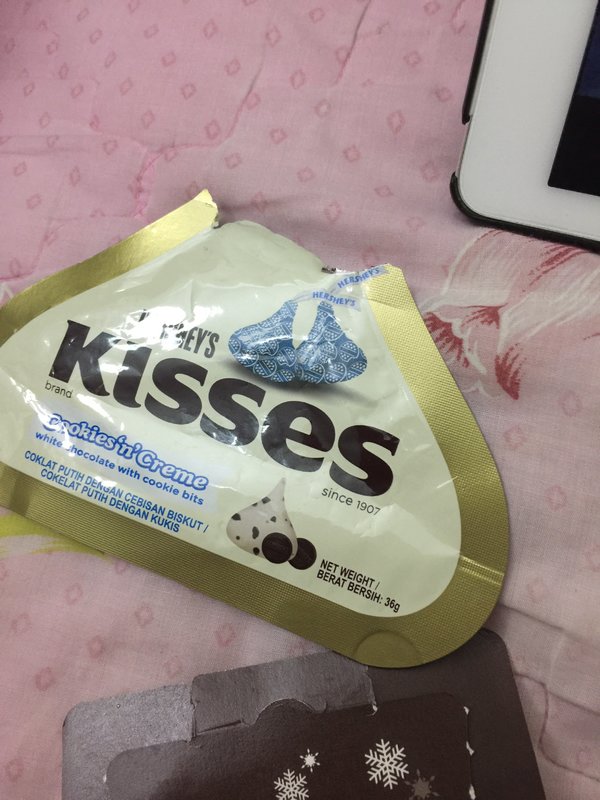 HERSHEY'S
HERSHEY'S
Kisses
brand
since 1907
Cookies 'n' Creme
white chocolate with cookie bits
COKLAT PUTIH DENGAN CEBISAN BISKUT /
COKELAT PUTIH DENGAN KUKIS
NET WEIGHT /
BERAT BERSIH: 36g